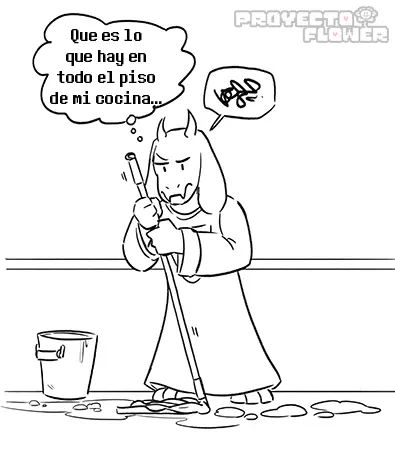 PROYECTO
FLOWER
Que es lo
que hay en
todo el piso
de mi cocina...